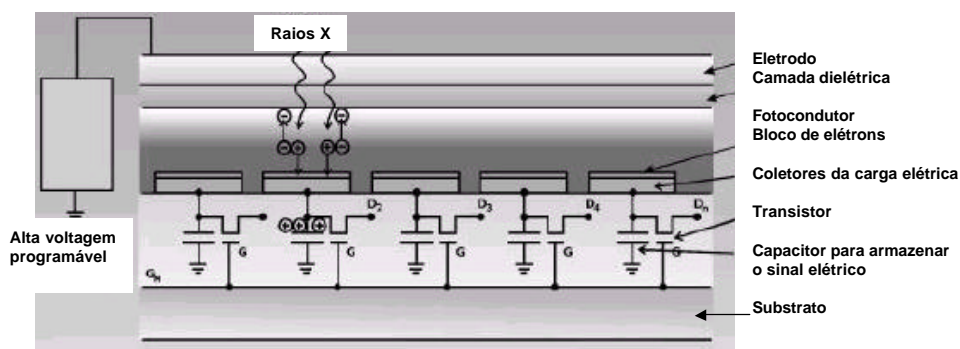 Raios X
Eletrodo
Camada dielétrica
Fotocondutor
Bloco de elétrons
Coletores da carga elétrica
D2 D3 D4 Dn
Transistor
Alta voltagem
programável
G G G G G
Capacitor para armazenar
o sinal elétrico
Substrato